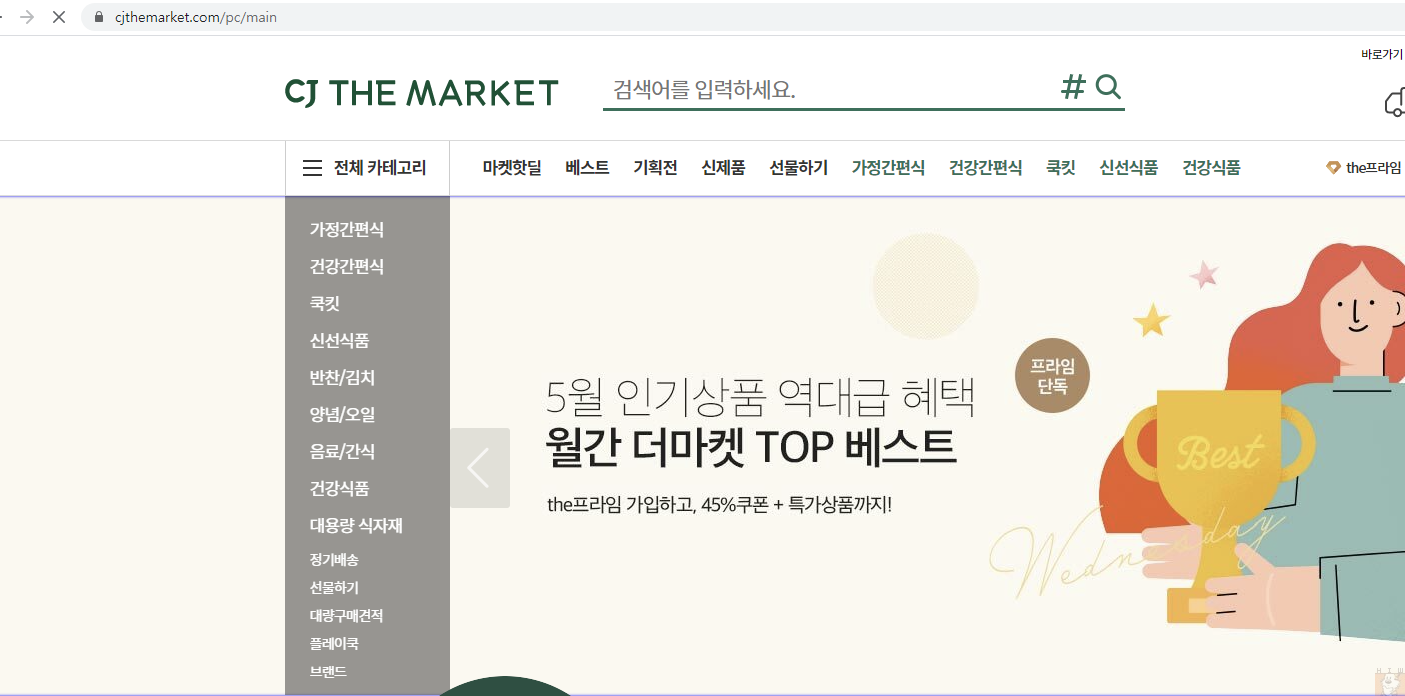 cjthemarket.com/pc/main
바로가기
CJ THE MARKET
검색어를 입력하세요.
#
전체 카테고리
마켓핫딜 베스트 기획전 신제품 선물하기 가정간편식 건강간편식 쿡킷 신선식품 건강식품
the프라임
가정간편식
건강간편식
쿡킷
신선식품
반찬/김치
양념/오일
음료/간식
건강식품
대용량 식자재
정기배송
선물하기
대량구매견적
플레이쿡
브랜드
프라임
단독
5월 인기상품 역대급 혜택
월간 더마켓 TOP 베스트
the프라임 가입하고, 45%쿠폰 + 특가상품까지!
Best
Wednesday